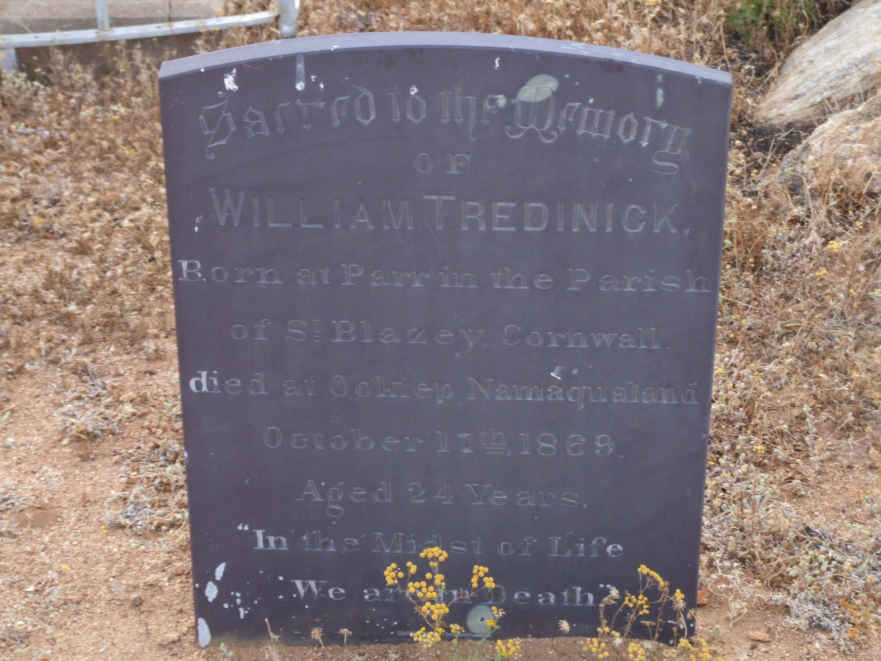 Sacred to the Memory
OF
WILLIAM TREDINICK.
Born at Parr in the Parish
of St. Blazey Cornwall.
died at Ookiep, Namaqualand
October 17th, 1869.
Aged 24 Years.
"In the Midst of Life
We are in Death"